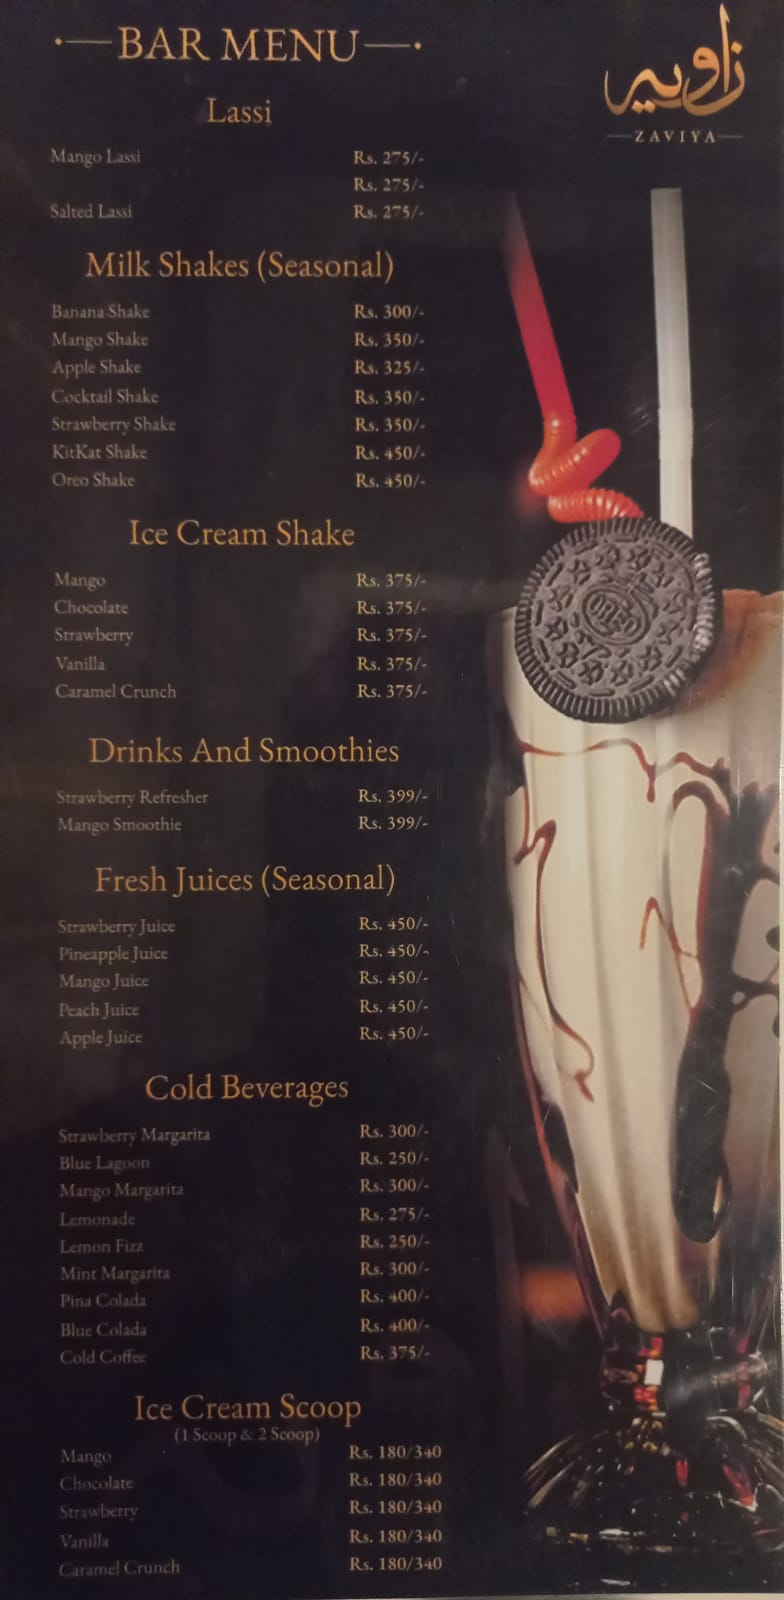 BAR MENU
زاویہ
ZAVIYA
Lassi
Mango Lassi Rs. 275/-
Rs. 275/-
Salted Lassi Rs. 275/-
Milk Shakes (Seasonal)
Banana Shake Rs. 300/-
Mango Shake Rs. 350/-
Apple Shake Rs. 325/-
Cocktail Shake Rs. 350/-
Strawberry Shake Rs. 350/-
KitKat Shake Rs. 450/-
Oreo Shake Rs. 450/-
Ice Cream Shake
Mango Rs. 375/-
Chocolate Rs. 375/-
Strawberry Rs. 375/-
Vanilla Rs. 375/-
Caramel Crunch Rs. 375/-
OREO
Drinks And Smoothies
Strawberry Refresher Rs. 399/-
Mango Smoothie Rs. 399/-
Fresh Juices (Seasonal)
Strawberry Juice Rs. 450/-
Pineapple Juice Rs. 450/-
Mango Juice Rs. 450/-
Peach Juice Rs. 450/-
Apple Juice Rs. 450/-
Cold Beverages
Strawberry Margarita Rs. 300/-
Blue Lagoon Rs. 250/-
Mango Margarita Rs. 300/-
Lemonade Rs. 275/-
Lemon Fizz Rs. 250/-
Mint Margarita Rs. 300/-
Pina Colada Rs. 400/-
Blue Colada Rs. 400/-
Cold Coffee Rs. 375/-
Ice Cream Scoop
(1 Scoop & 2 Scoop)
Mango Rs. 180/340
Chocolate Rs. 180/340
Strawberry Rs. 180/340
Vanilla Rs. 180/340
Caramel Crunch Rs. 180/340